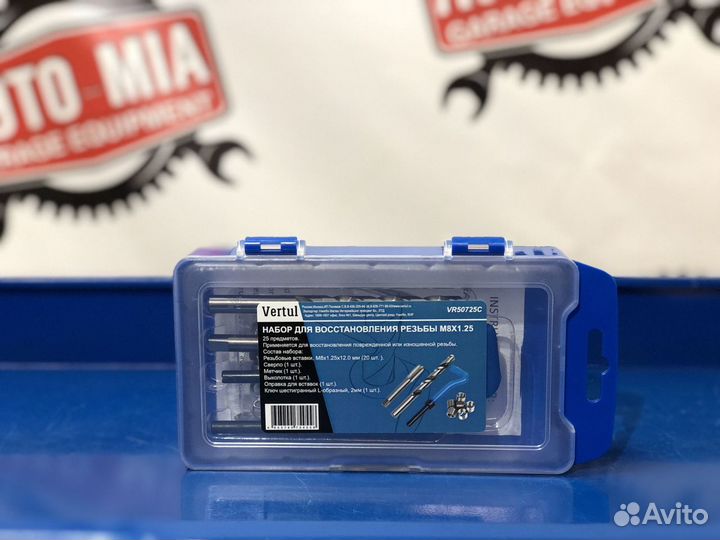 AUTO MIA
GARAGE EQUIPMENT
GARAGE EQUIPMENT
Vertul
VR50725C
НАБОР ДЛЯ ВОССТАНОВЛЕНИЯ РЕЗЬБЫ M8X1.25
25 предметов.
Применяется для восстановления поврежденной или изношенной резьбы.
Состав набора:
Резьбовые вставки, M8x1.25x12.0 мм (20 шт. ).
Сверло (1 шт.).
Метчик (1 шт.).
Выколотка (1 шт.).
Оправка для вставок (1 шт.).
Ключ шестигранный L-образный, 2мм (1 шт.).
Avito